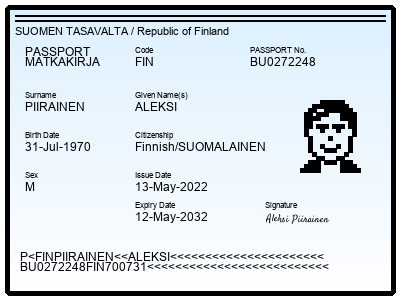 SUOMEN TASAVALTA / Republic of Finland
PASSPORT
MATKAKIRJA
Code
FIN
PASSPORT No.
BU0272248
Surname
PIIRAINEN
Given Name(s)
ALEKSI
Birth Date
31-Jul-1970
Citizenship
Finnish/SUOMALAINEN
Sex
M
Issue Date
13-May-2022
Expiry Date
12-May-2032
Signature
Aleksi Piirainen
P<FINPIIRAINEN<<ALEKSI<<<<<<<<<<<<<<<<<<<<<<
BU0272248FIN700731<<<<<<<<<<<<<<<<<<<<<<<<<<